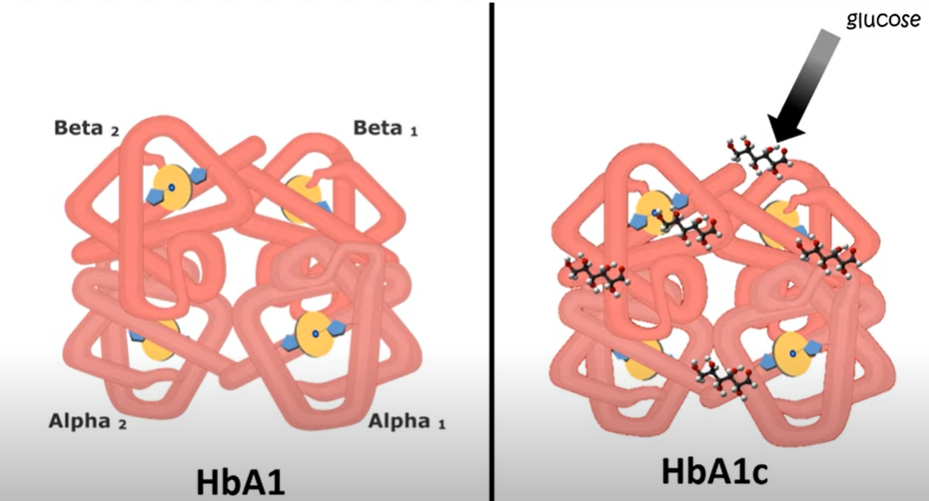 glucose
Beta 2
Beta 1
Alpha 2
Alpha 1
HbA1
HbA1c